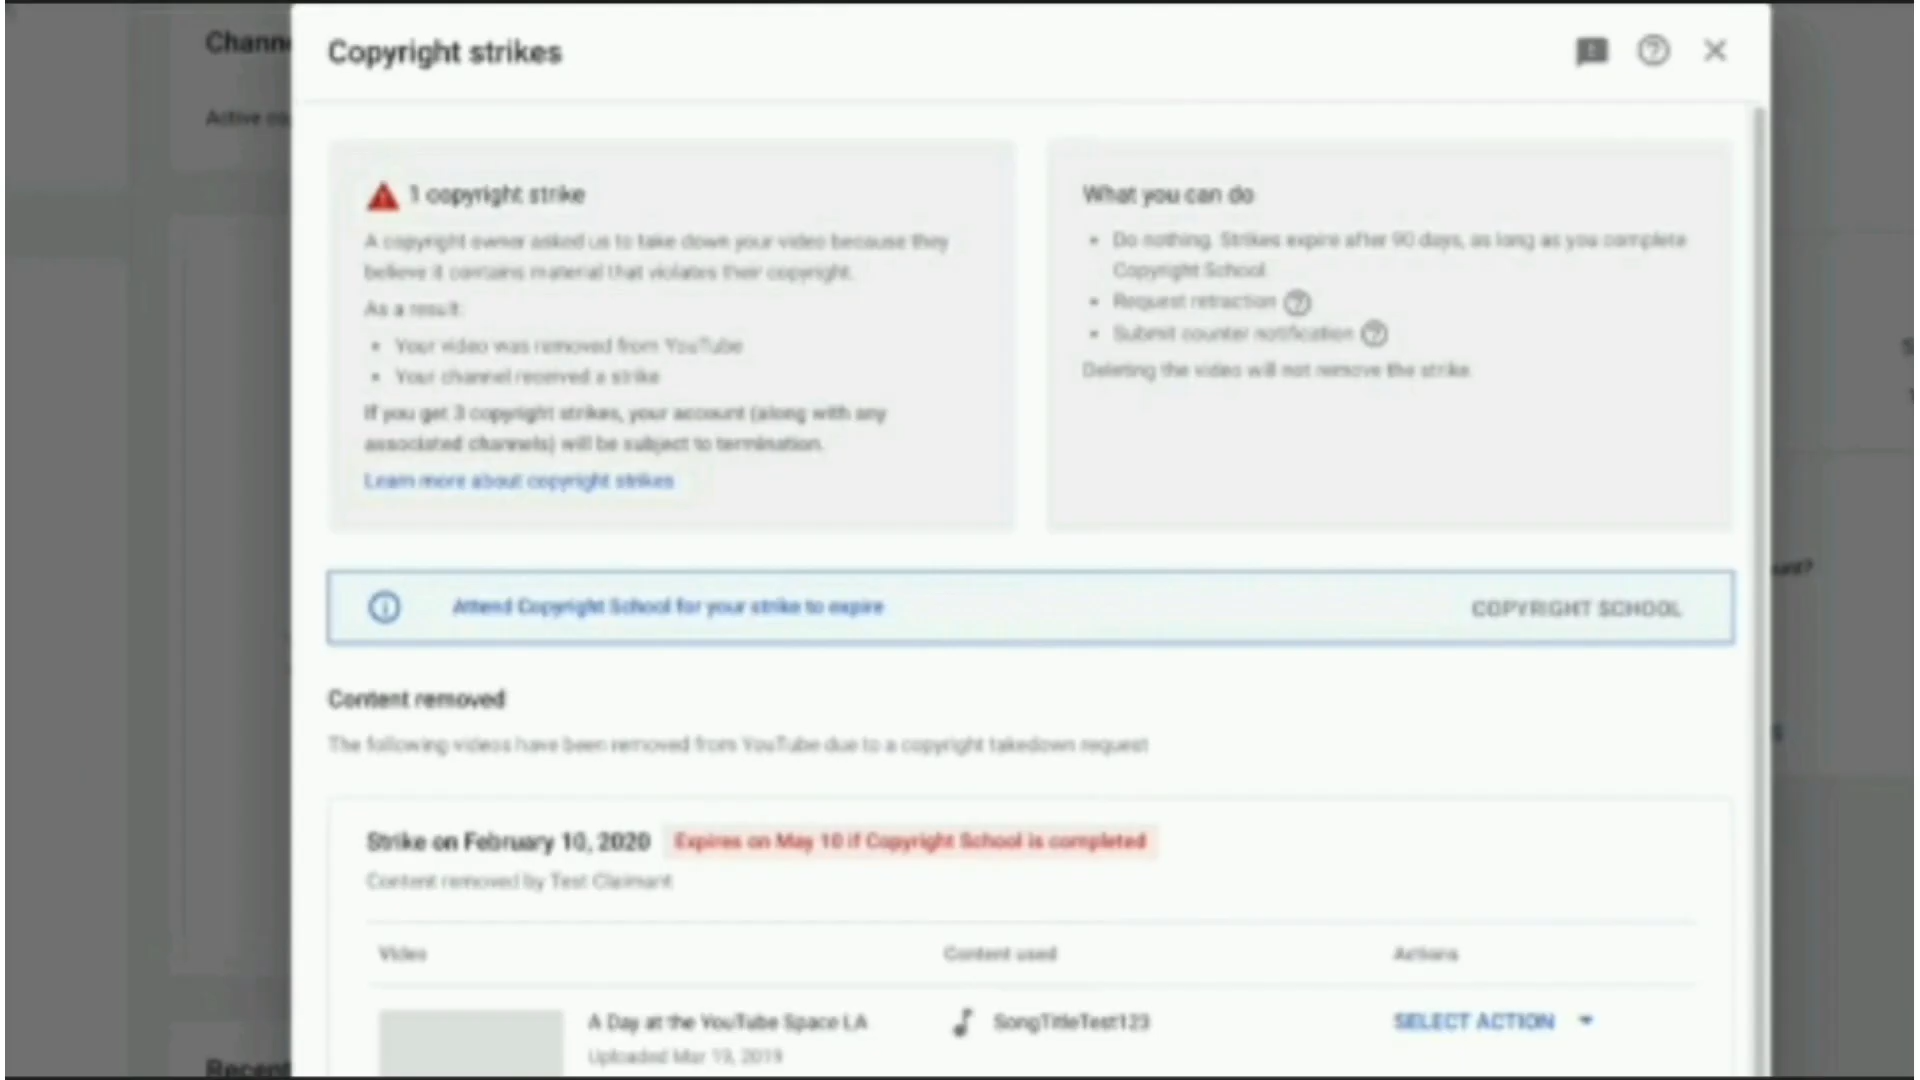 Copyright strikes
Active
1 copyright strike
A copyright owner asked us to take down your video because they
believe it contains material that violates their copyright.
As a result:
• Your video was removed from YouTube
• Your channel received a strike
If you get 3 copyright strikes, your account (along with any
associated channels) will be subject to termination.
Learn more about copyright strikes
What you can do
• Do nothing. Strikes expire after 90 days, as long as you complete
Copyright School.
• Request retraction
• Submit counter notification
Deleting the video will not remove the strike.
Attend Copyright School for your strike to expire
COPYRIGHT SCHOOL
Content removed
The following videos have been removed from YouTube due to a copyright takedown request
Strike on February 10, 2020 Expires on May 10 if Copyright School is completed
Content removed by Test Claimant
Video Content used Actions
A Day at the YouTube Space LA SongTitleTest123 SELECT ACTION
Uploaded Mar 19, 2019
Recent